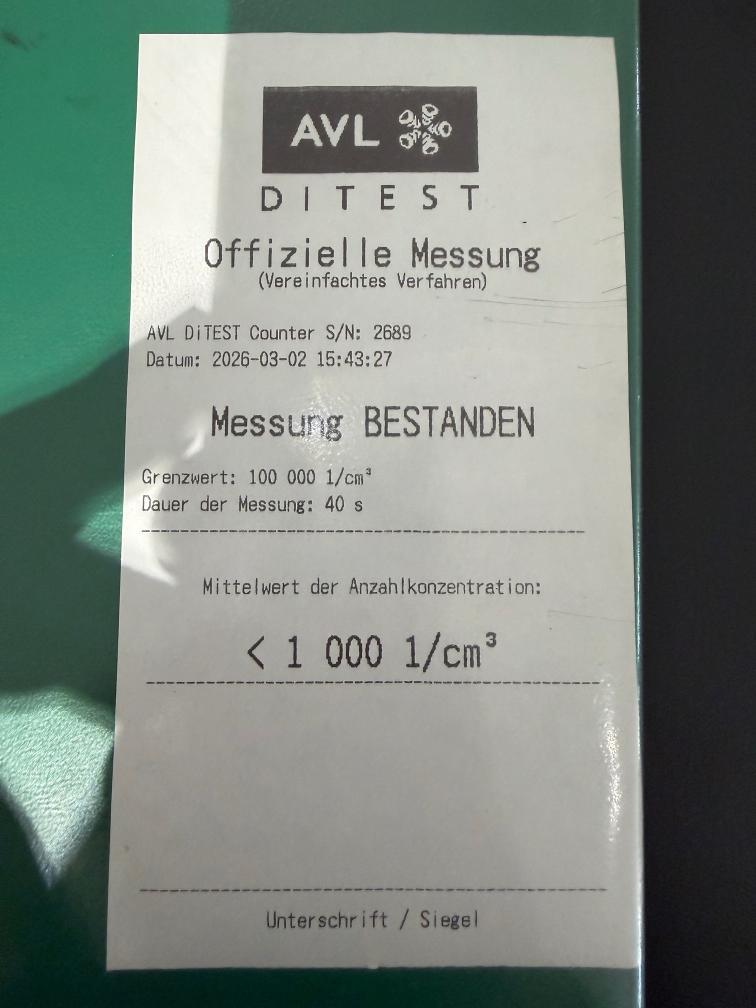 AVL
DITEST
Offizielle Messung
(Vereinfachtes Verfahren)
AVL DiTEST Counter S/N: 2689
Datum: 2026-03-02 15:43:27
Messung BESTANDEN
Grenzwert: 100 000 1/cm³
Dauer der Messung: 40 s
Mittelwert der Anzahlkonzentration:
< 1 000 1/cm³
Unterschrift / Siegel